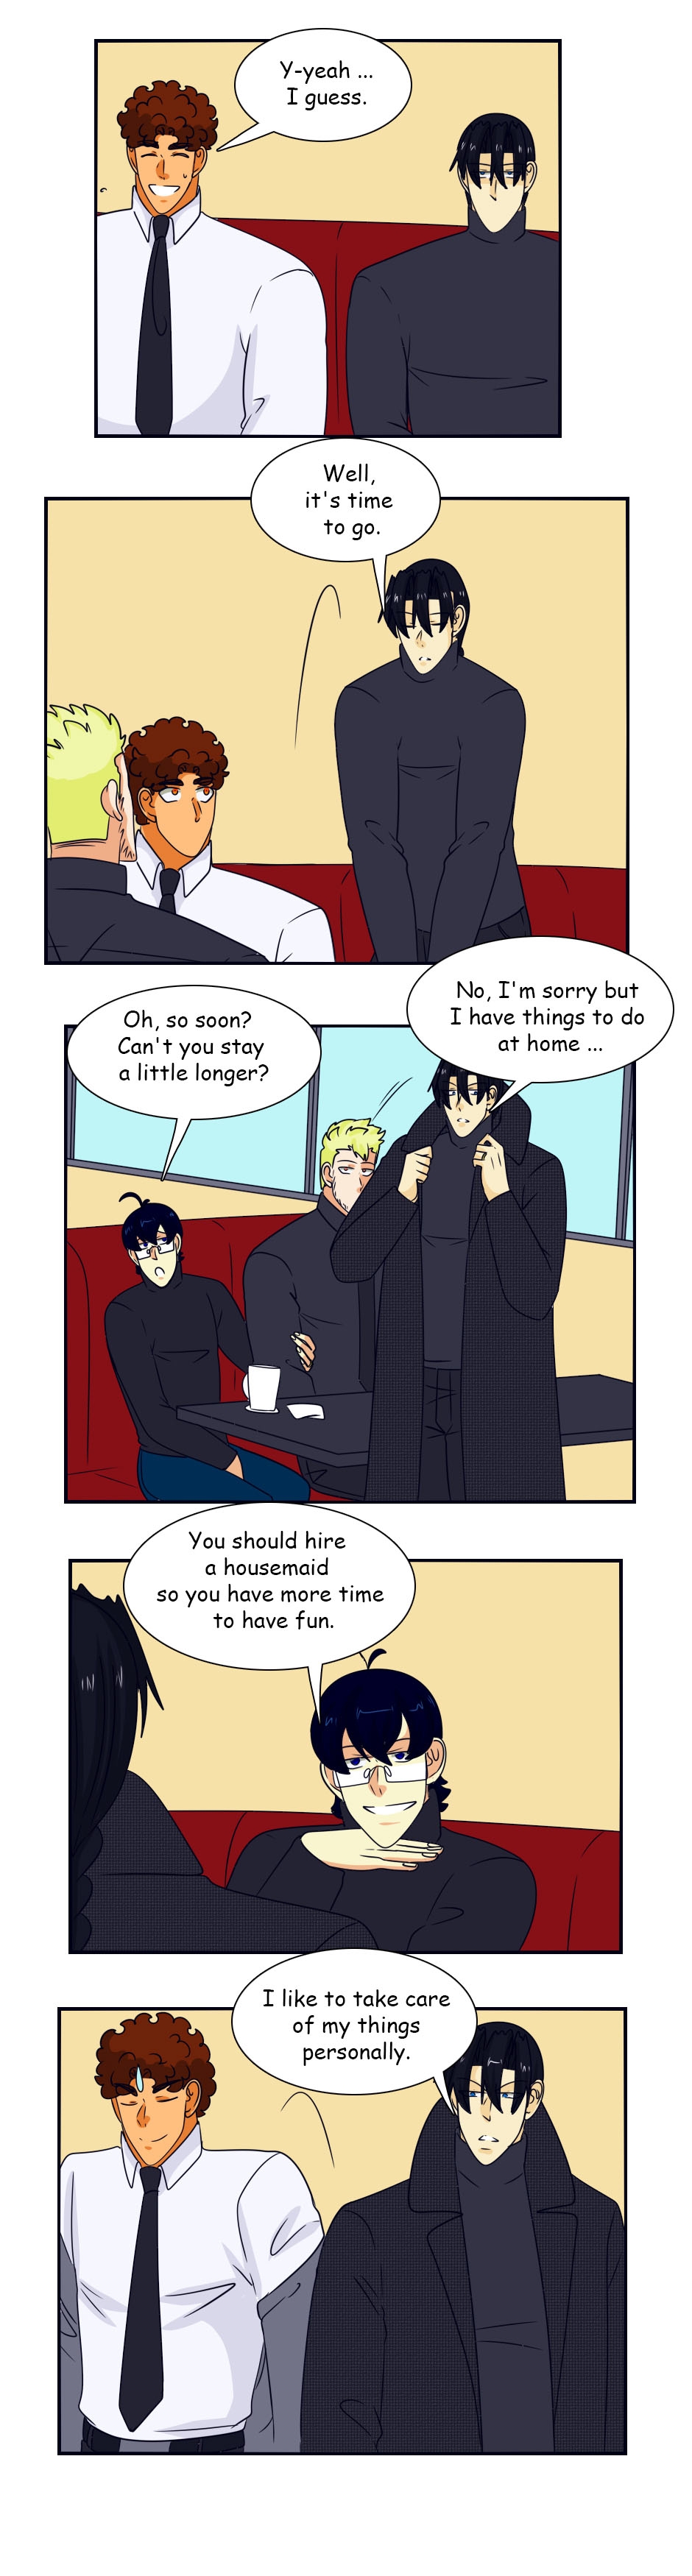 Y-yeah ...
I guess.
Well,
it's time
to go.
Oh, so soon?
Can't you stay
a little longer?
No, I'm sorry but
I have things to do
at home ...
You should hire
a housemaid
so you have more time
to have fun.
I like to take care
of my things
personally.